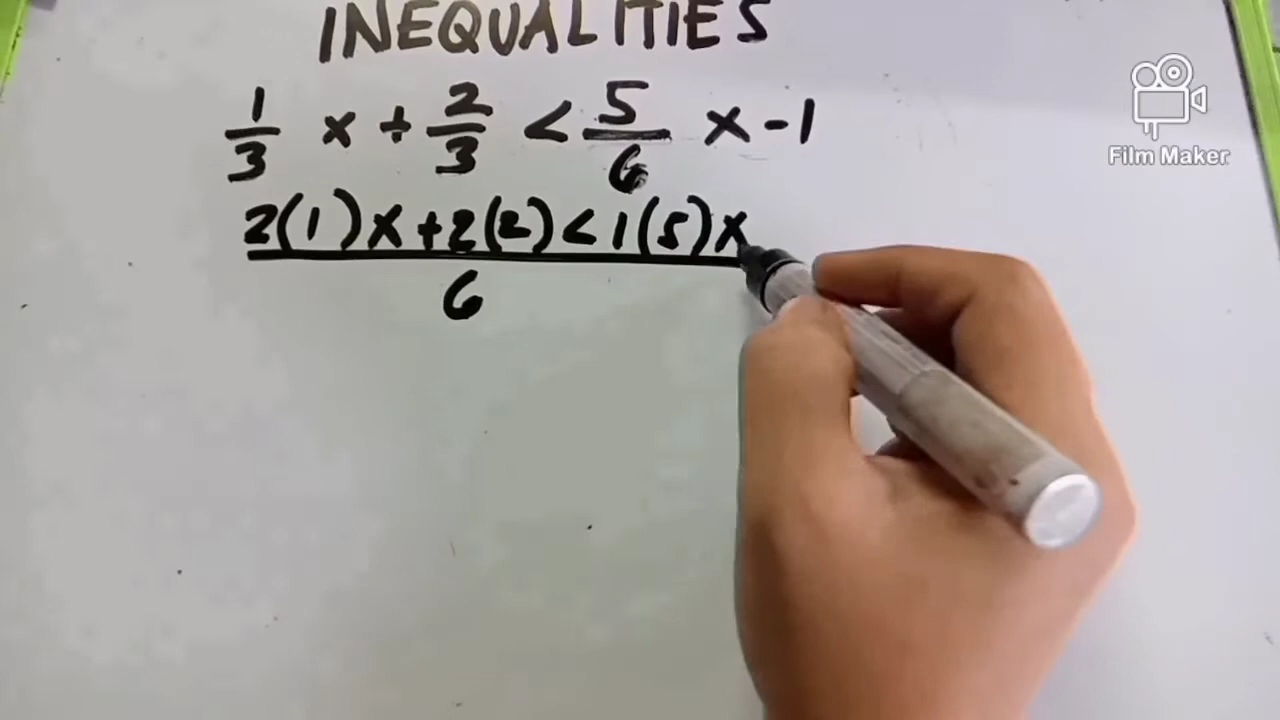 INEQUALITIES
1/3 x + 2/3 < 5/6 x - 1
2(1)x+2(2)<1(5)x
6
Film Maker